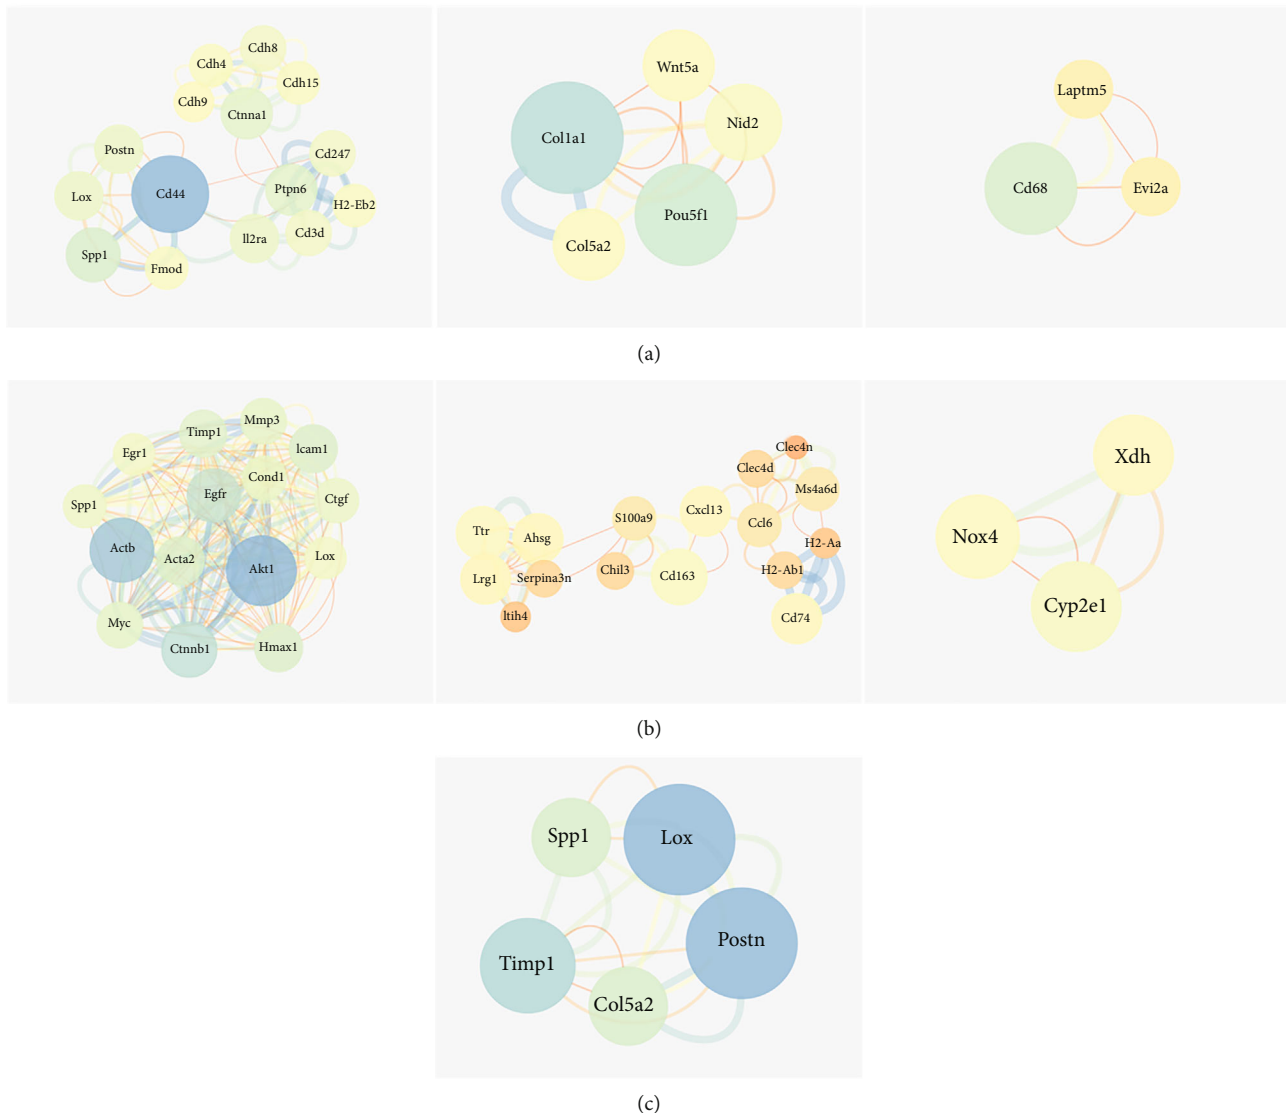 Cdh8
Cdh4
Cdh15
Cdh9
Ctnna1
Postn
Cd247
Cd44
Ptpn6
Lox
H2-Eb2
Il2ra
Cd3d
Spp1
Fmod
Wnt5a
Nid2
Col1a1
Pou5f1
Col5a2
Laptm5
Cd68
Evi2a
(a)
Mmp3
Timp1
Icam1
Egr1
Cond1
Egfr
Ctgf
Spp1
Actb
Acta2
Akt1
Lox
Myc
Ctnnb1
Hmax1
Clec4n
Clec4d
Ms4a6d
S100a9
Cxcl13
Ccl6
Ttr
Ahsg
H2-Aa
Lrg1
Serpina3n
Chil3
Cd163
H2-Ab1
Itih4
Cd74
Xdh
Nox4
Cyp2e1
(b)
Spp1
Lox
Postn
Timp1
Col5a2
(c)